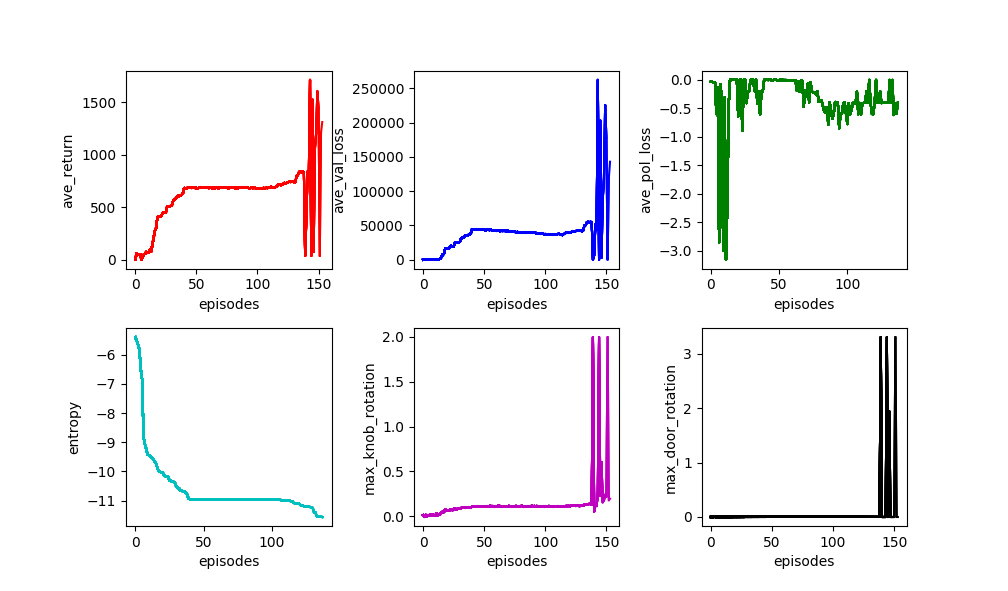 ave_return
1500
1000
500
0
0 50 100 150
episodes
ave_val_loss
250000
200000
150000
100000
50000
0
0 50 100 150
episodes
ave_pol_loss
0.0
−0.5
−1.0
−1.5
−2.0
−2.5
−3.0
0 100
episodes
entropy
−6
−7
−8
−9
−10
−11
0 50 100
episodes
max_knob_rotation
2.0
1.5
1.0
0.5
0.0
0 50 100 150
episodes
max_door_rotation
3
2
1
0
0 50 100 150
episodes